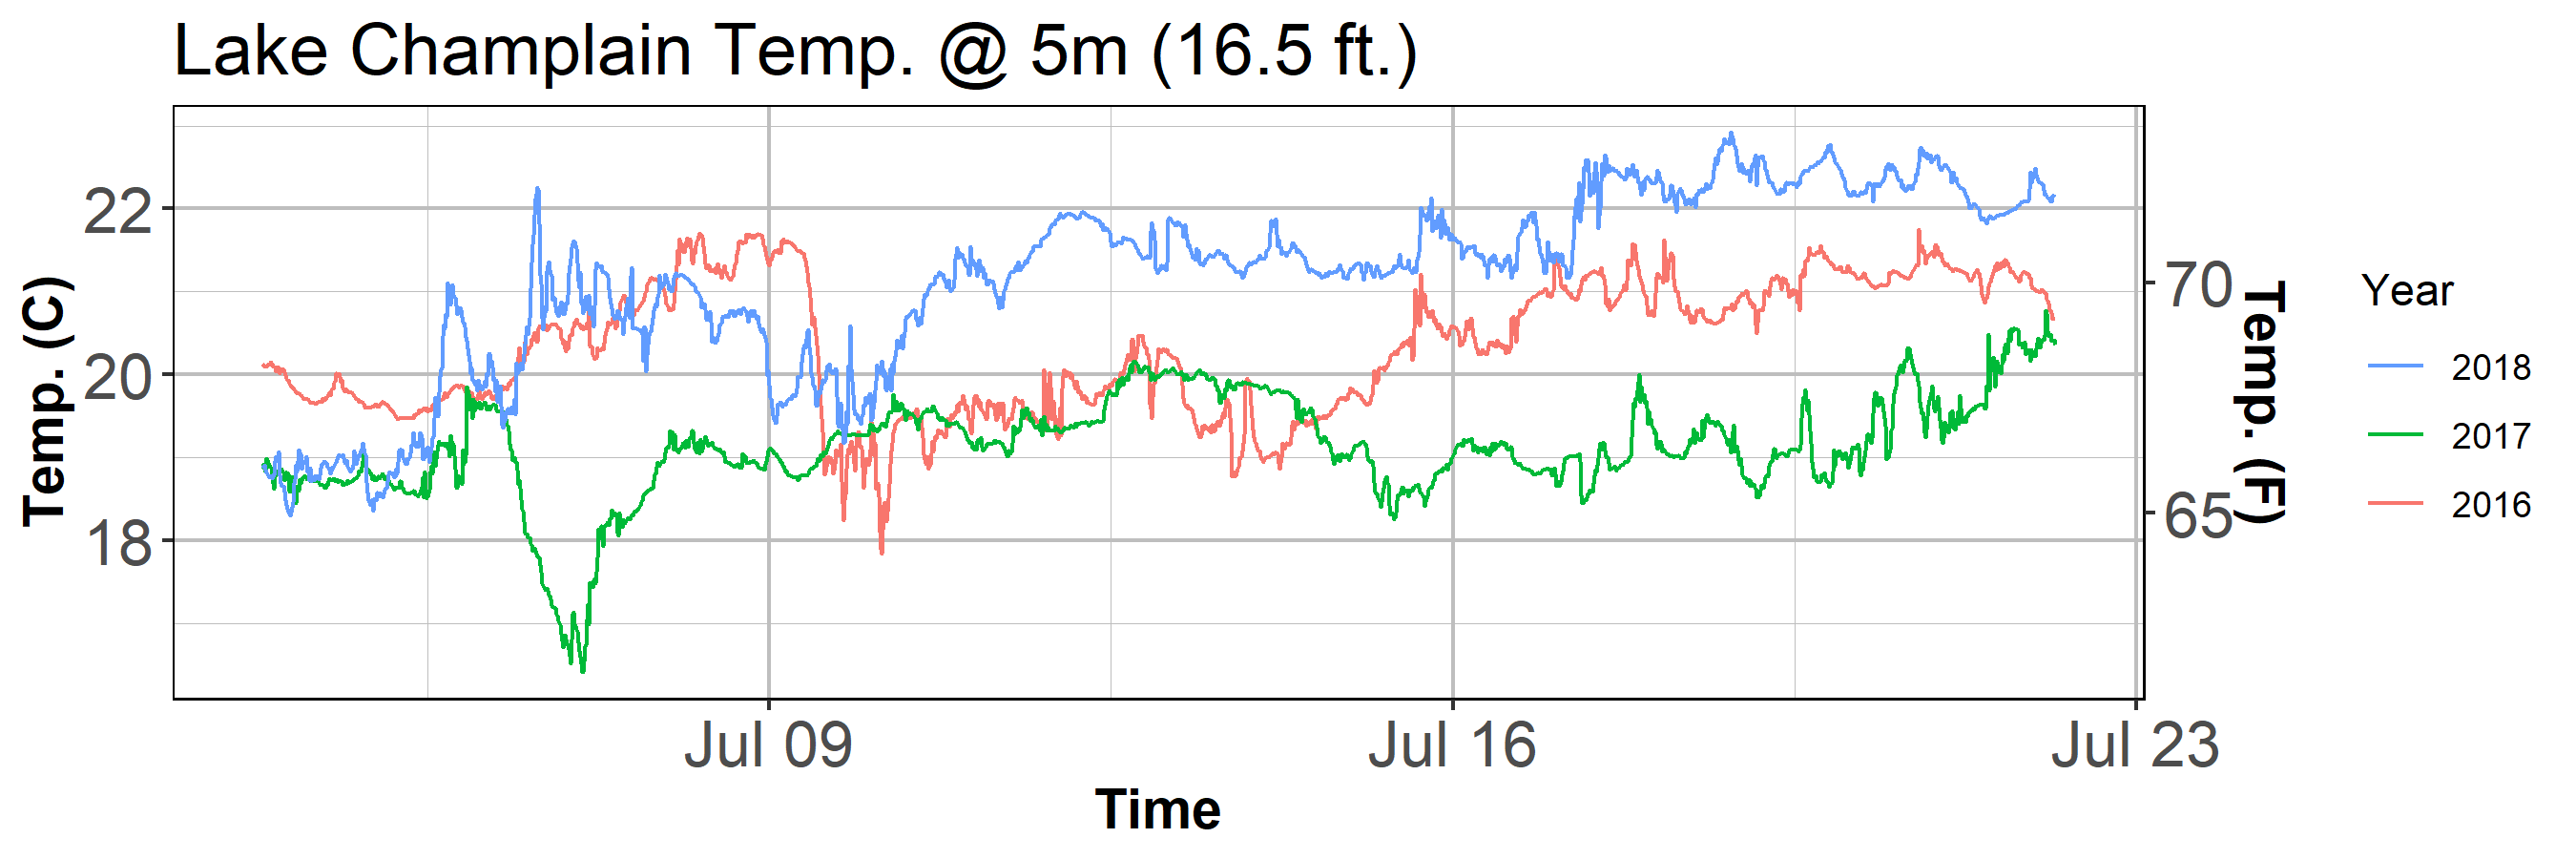 Lake Champlain Temp. @ 5m (16.5 ft.)
Temp. (C)
22
20
18
70
65
Temp. (F)
Jul 09
Jul 16
Jul 23
Time
Year
2018
2017
2016